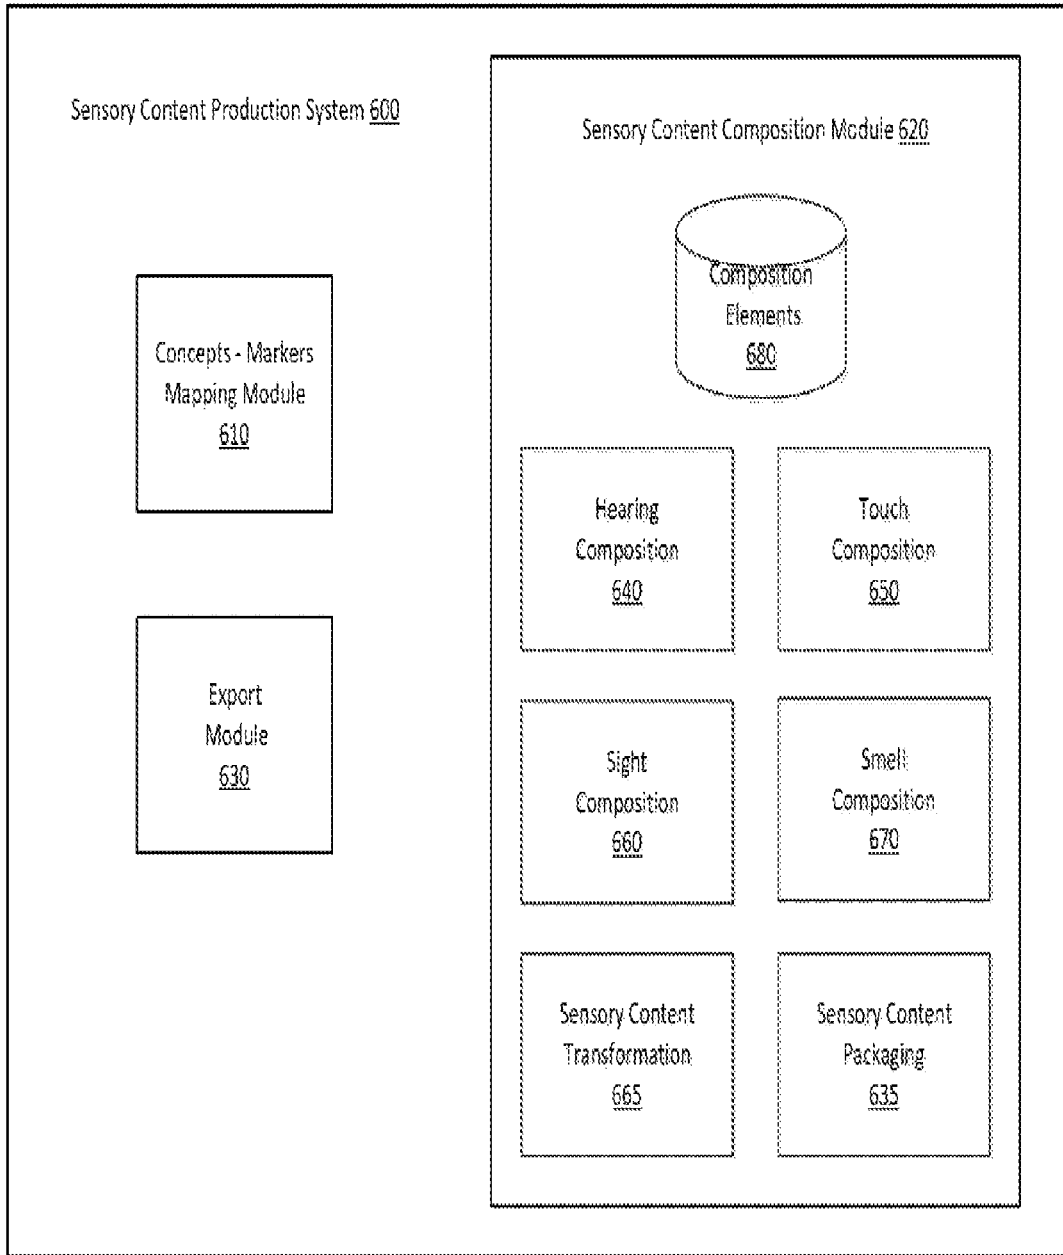 Sensory Content Production System 600
Concepts - Markers
Mapping Module
610
Export
Module
630
Sensory Content Composition Module 620
Composition
Elements
680
Hearing
Composition
640
Touch
Composition
650
Sight
Composition
660
Smell
Composition
670
Sensory Content
Transformation
665
Sensory Content
Packaging
635